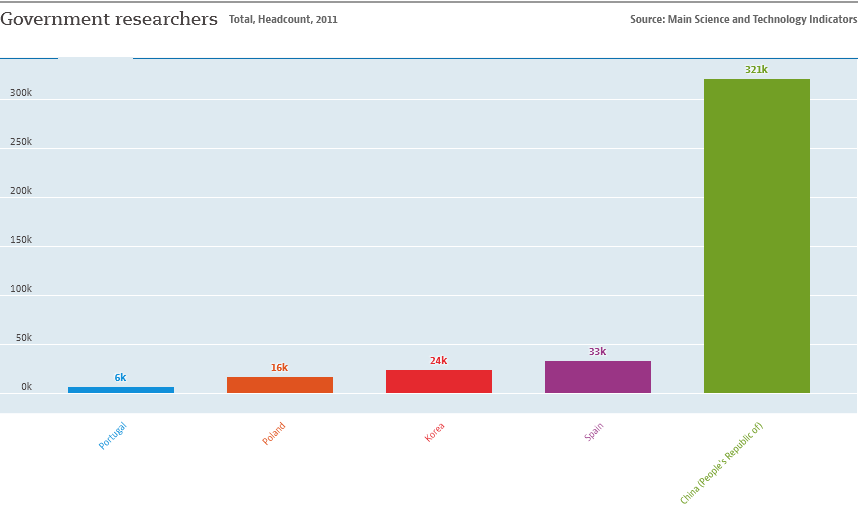 Government researchers Total, Headcount, 2011 Source: Main Science and Technology Indicators
321k
300k
250k
200k
150k
100k
50k
33k
24k
16k
6k
0k
Portugal
Poland
Korea
Spain
China (People's Republic of)